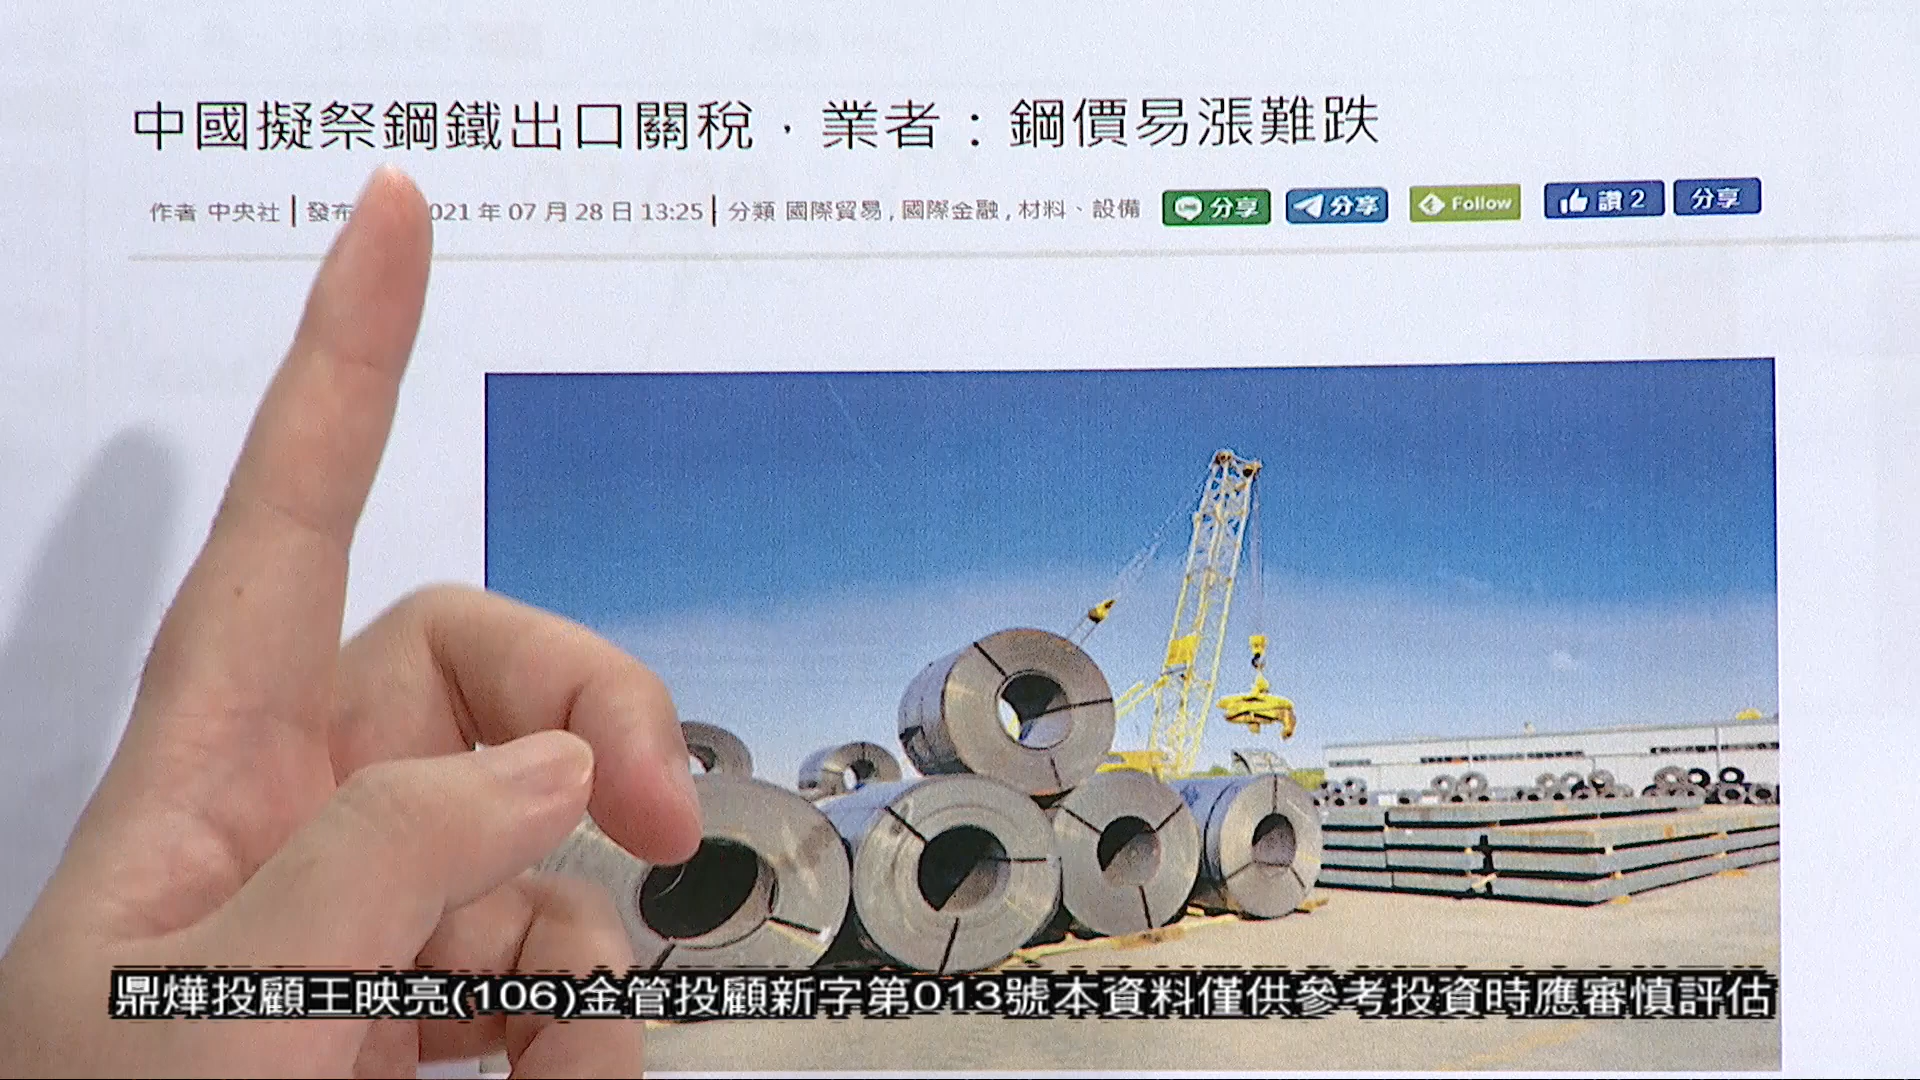 中國擬祭鋼鐵出口關稅，業者：鋼價易漲難跌
作者 中央社 | 發布 021 年 07 月 28 日 13:25 | 分類 國際貿易, 國際金融, 材料、設備 分享 分享 Follow 讚 2 分享
鼎燁投顧王映亮(106)金管投顧新字第013號本資料僅供參考投資時應審慎評估